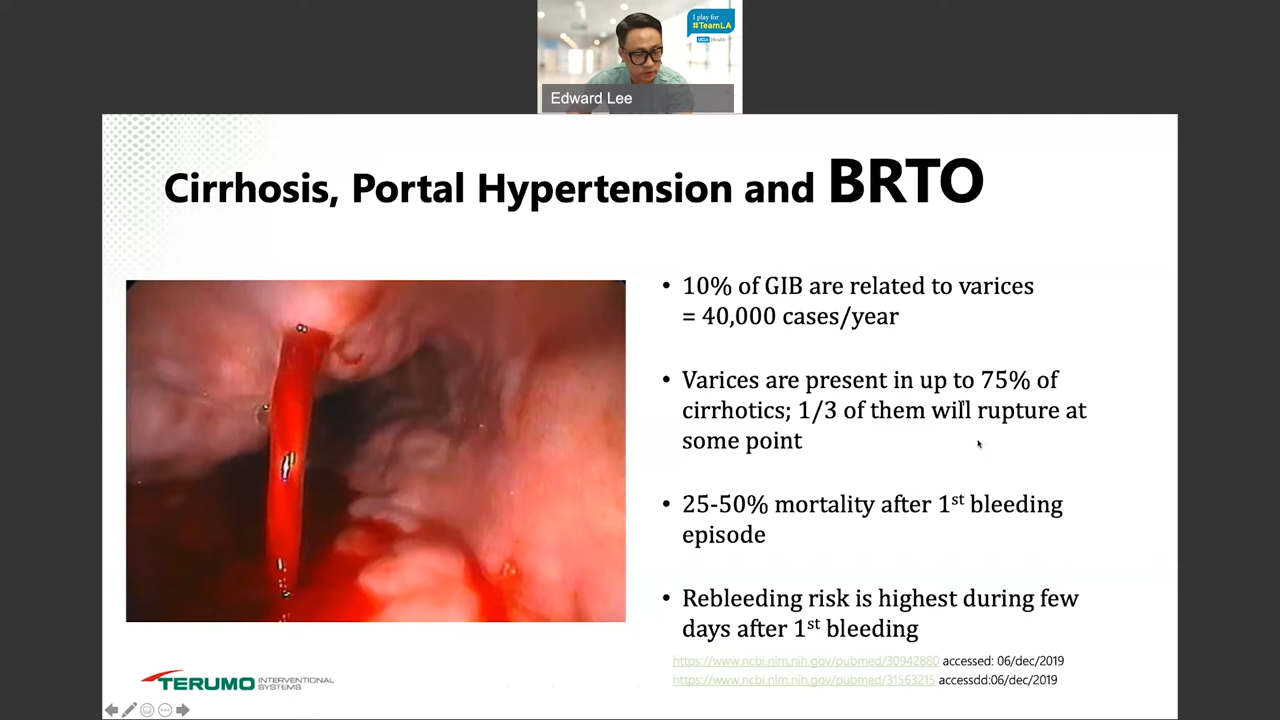 I play for
#TeamLA
UCLA Health
Edward Lee
Cirrhosis, Portal Hypertension and BRTO
• 10% of GIB are related to varices
= 40,000 cases/year
• Varices are present in up to 75% of
cirrhotics; 1/3 of them will rupture at
some point
• 25-50% mortality after 1st bleeding
episode
• Rebleeding risk is highest during few
days after 1st bleeding
https://www.ncbi.nlm.nih.gov/pubmed/30942880 accessed: 06/dec/2019
https://www.ncbi.nlm.nih.gov/pubmed/31563215 accessdd:06/dec/2019
TERUMO INTERVENTIONAL
SYSTEMS